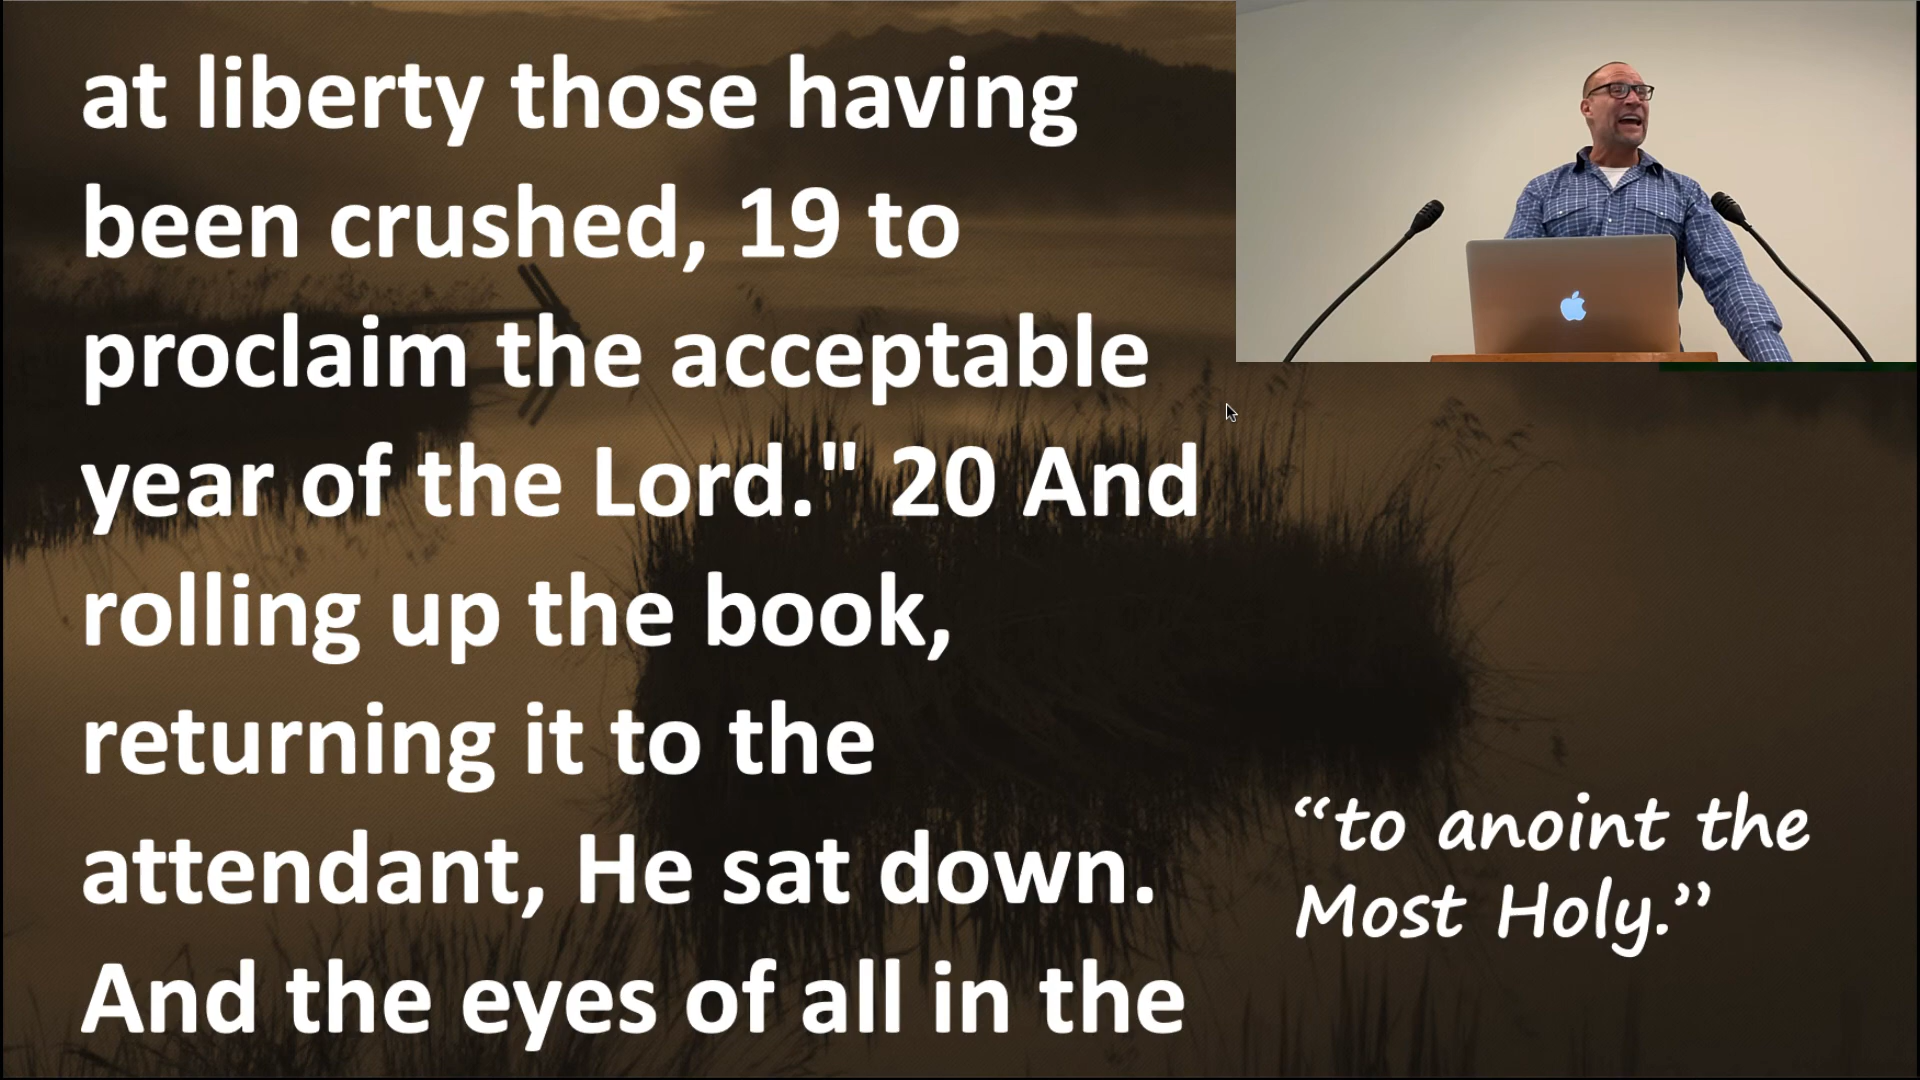 at liberty those having
been crushed, 19 to
proclaim the acceptable
year of the Lord." 20 And
rolling up the book,
returning it to the
attendant, He sat down.
And the eyes of all in the
“to anoint the
Most Holy.”